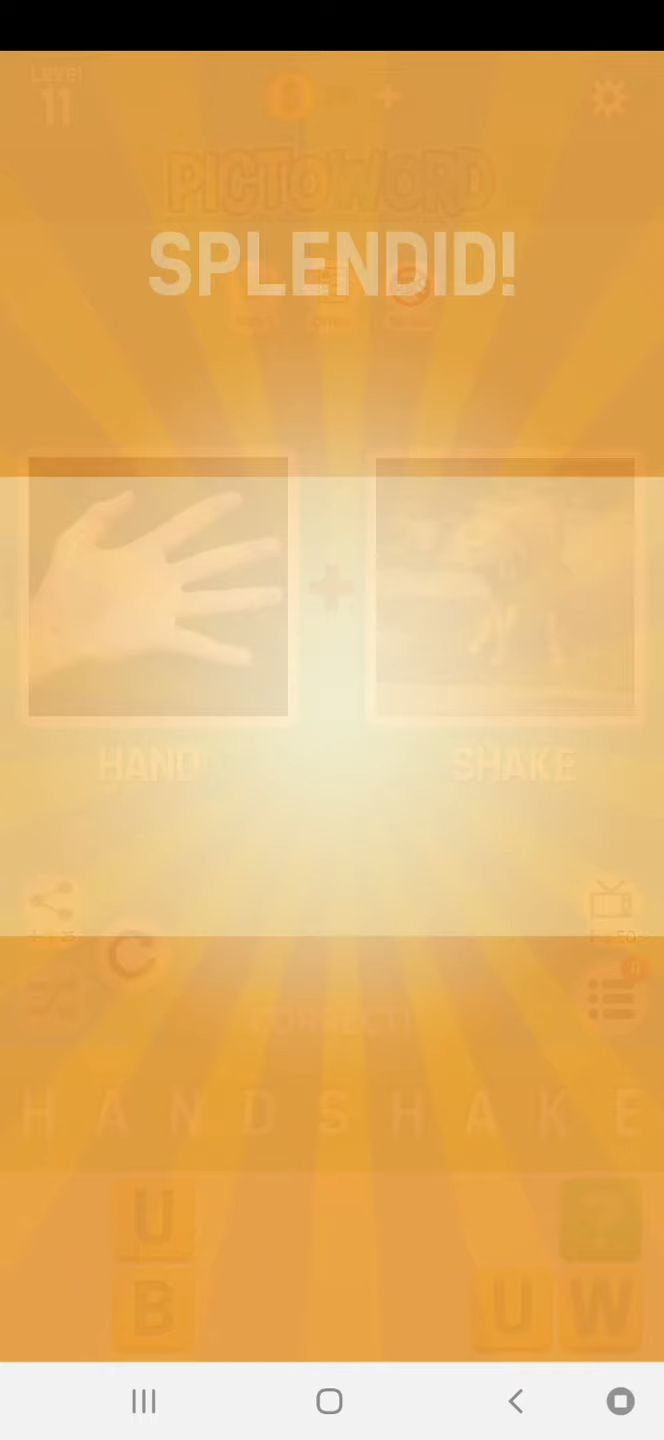 Level
11
PICTOWORD
SPLENDID!
HAND SHAKE
CORRECT!
H A N D S H A K E
U ?
B U W